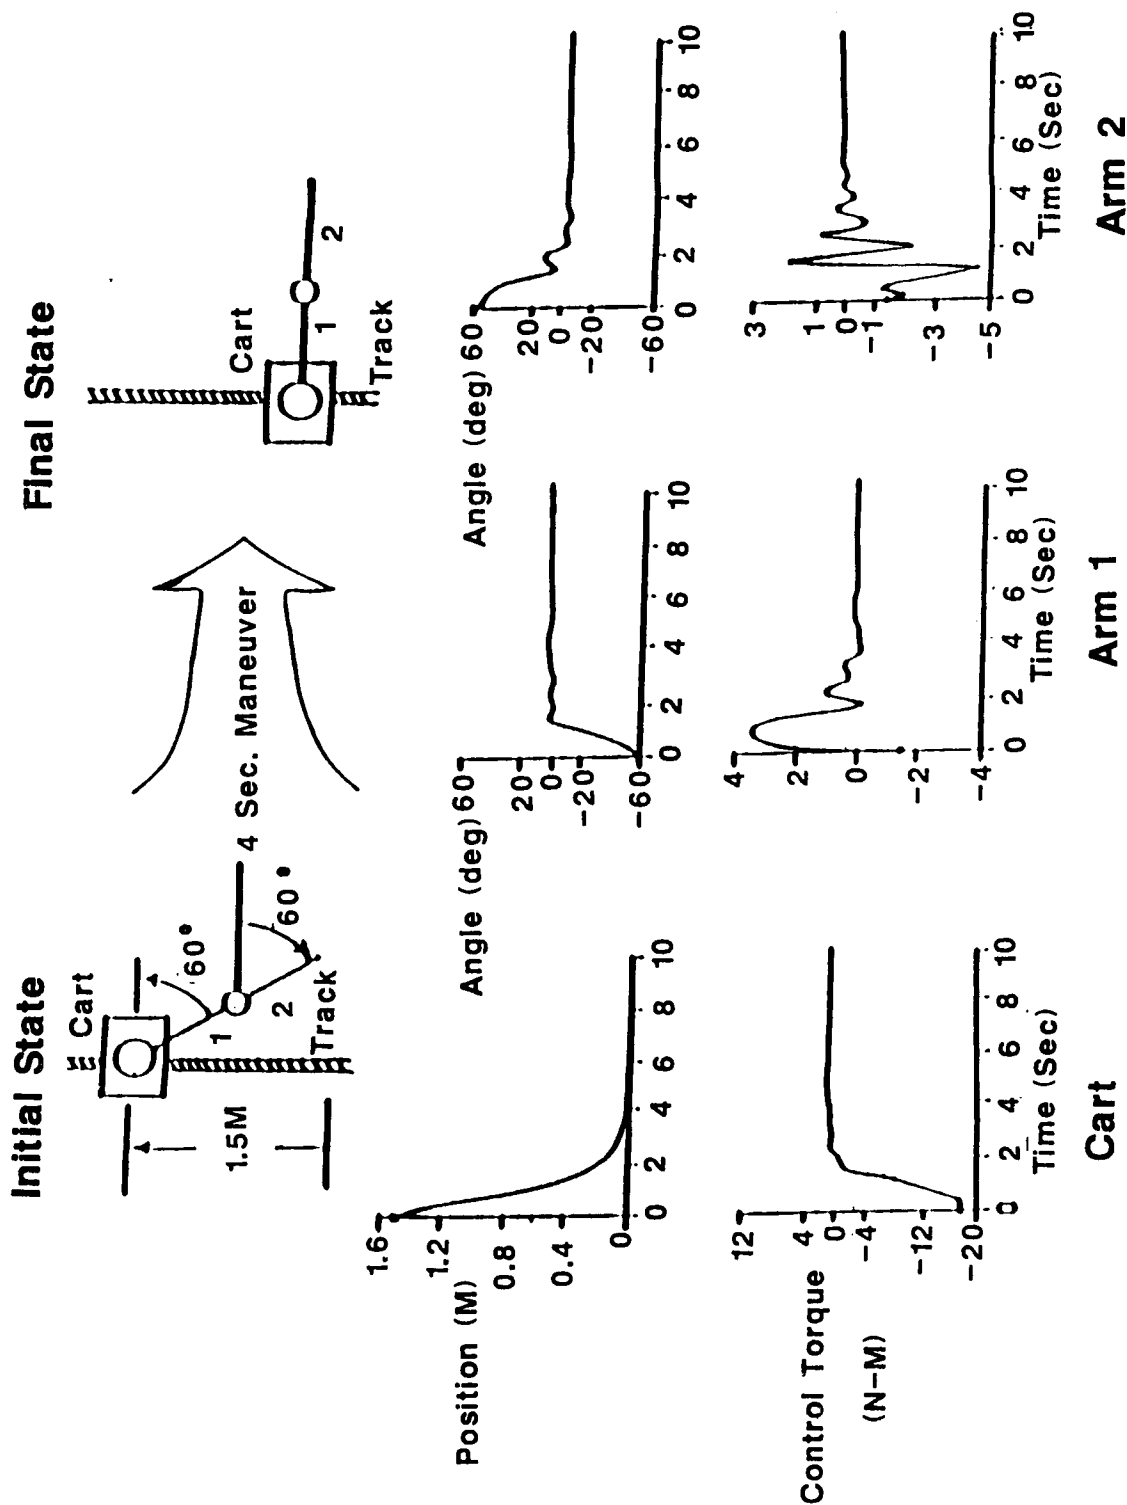 Initial State
Final State
Cart
60°
60°
1
2
Track
1.5M
4 Sec. Maneuver
Cart
1
2
Track
Position (M)
1.6
1.2
0.8
0.4
0
0 2 4 6 8 10
Angle (deg)
60
20
0
-20
-60
0 2 4 6 8 10
Angle (deg)
60
20
0
-20
-60
0 2 4 6 8 10
Control Torque
(N-M)
12
4
0
-4
-12
-20
0 2 4 6 8 10
Time (Sec)
4
2
0
-2
-4
0 2 4 6 8 10
Time (Sec)
3
1
0
-1
-3
-5
0 2 4 6 8 10
Time (Sec)
Cart
Arm 1
Arm 2